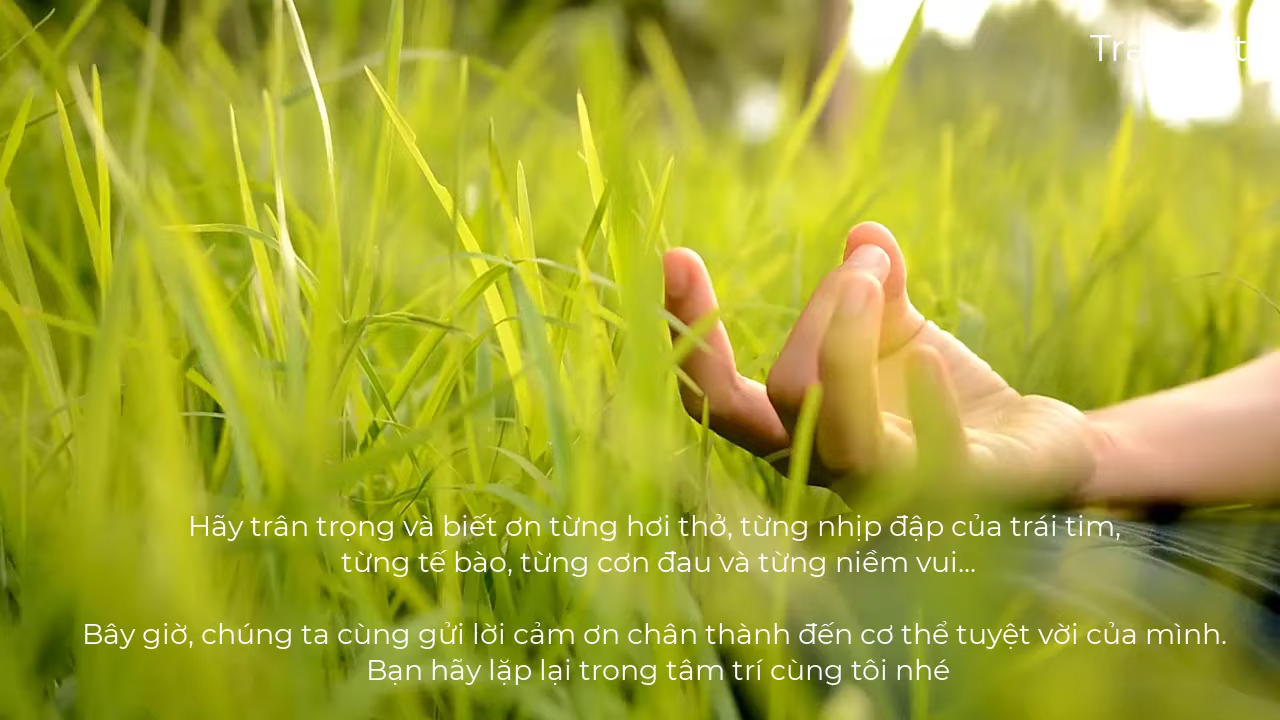 Hãy trân trọng và biết ơn từng hơi thở, từng nhịp đập của trái tim,
từng tế bào, từng cơn đau và từng niềm vui...
Bây giờ, chúng ta cùng gửi lời cảm ơn chân thành đến cơ thể tuyệt vời của mình.
Bạn hãy lặp lại trong tâm trí cùng tôi nhé